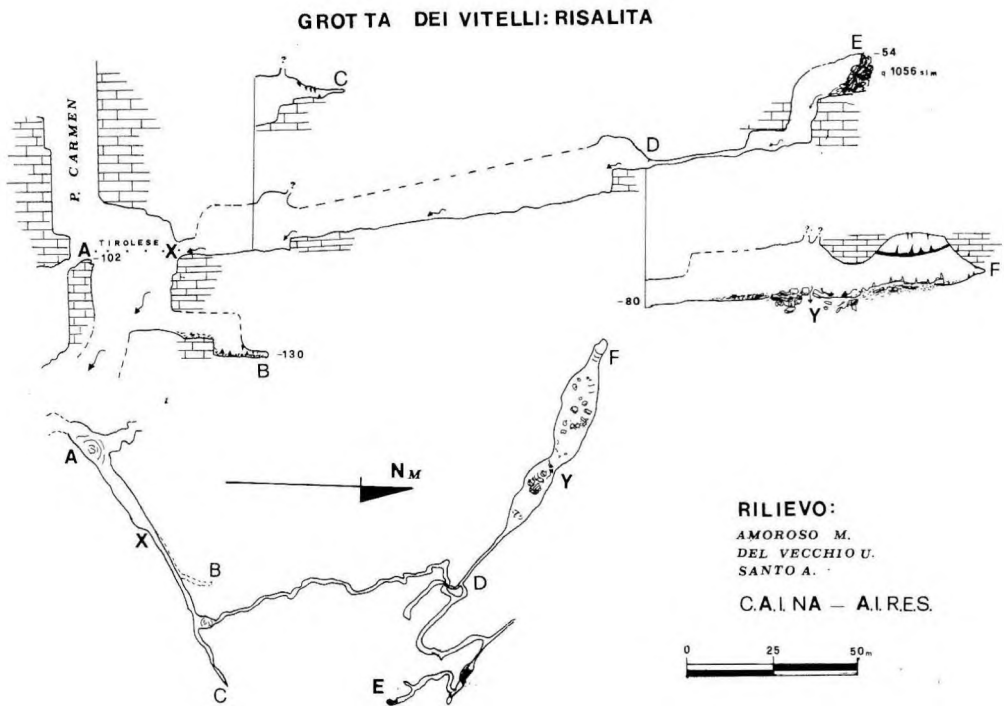 GROTTA DEI VITELLI: RISALITA
P. CARMEN
?
C
E
-54
q 1056 slm
D
?
A
TIROLESE
X
-102
? ?
F
-80
Y
-130
B
F
A
NM
Y
X
B
D
C
E
RILIEVO:
AMOROSO M.
DEL VECCHIO U.
SANTO A.
C.A.I. NA – A.I.R.E.S.
0 25 50m